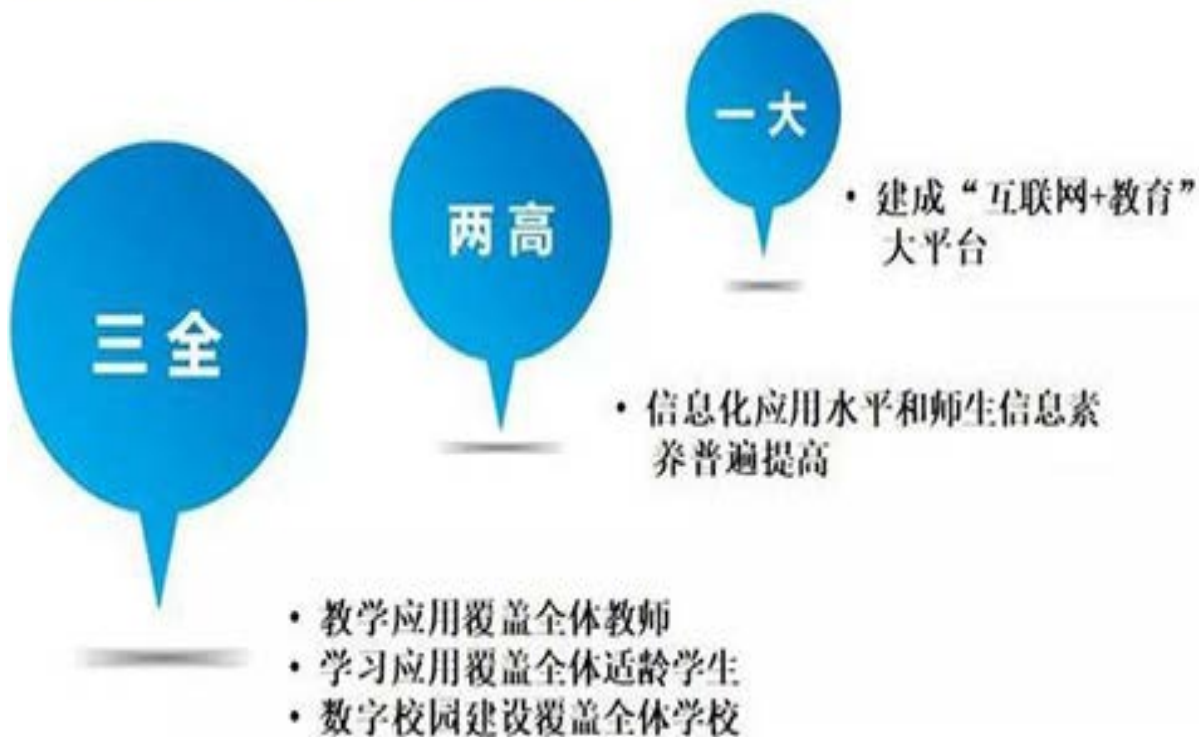 一大
• 建成“互联网+教育”
大平台
两高
• 信息化应用水平和师生信息素
养普遍提高
三全
• 教学应用覆盖全体教师
• 学习应用覆盖全体适龄学生
• 数字校园建设覆盖全体学校